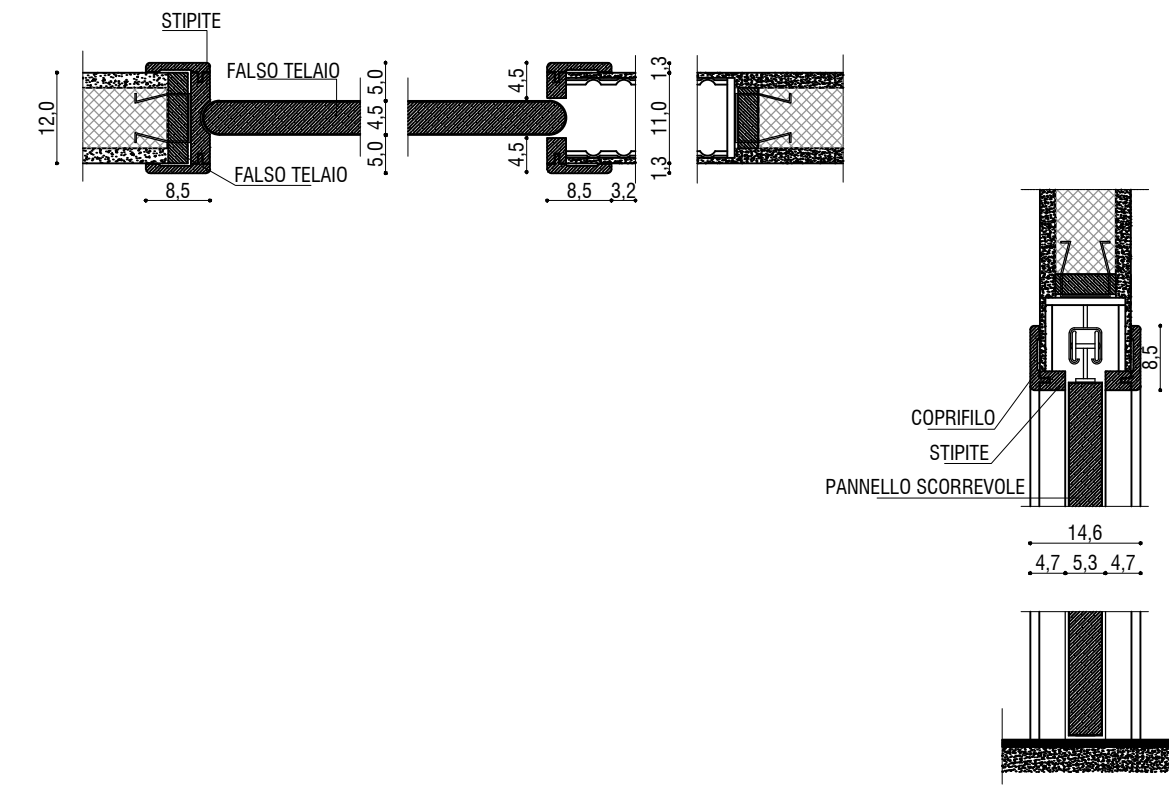 STIPITE
FALSO TELAIO
FALSO TELAIO
12,0
8,5
5,0
4,5
5,0
4,5
4,5
8,5
3,2
1,3
11,0
1,3
8,5
COPRIFILO
STIPITE
PANNELLO SCORREVOLE
14,6
4,7 5,3 4,7